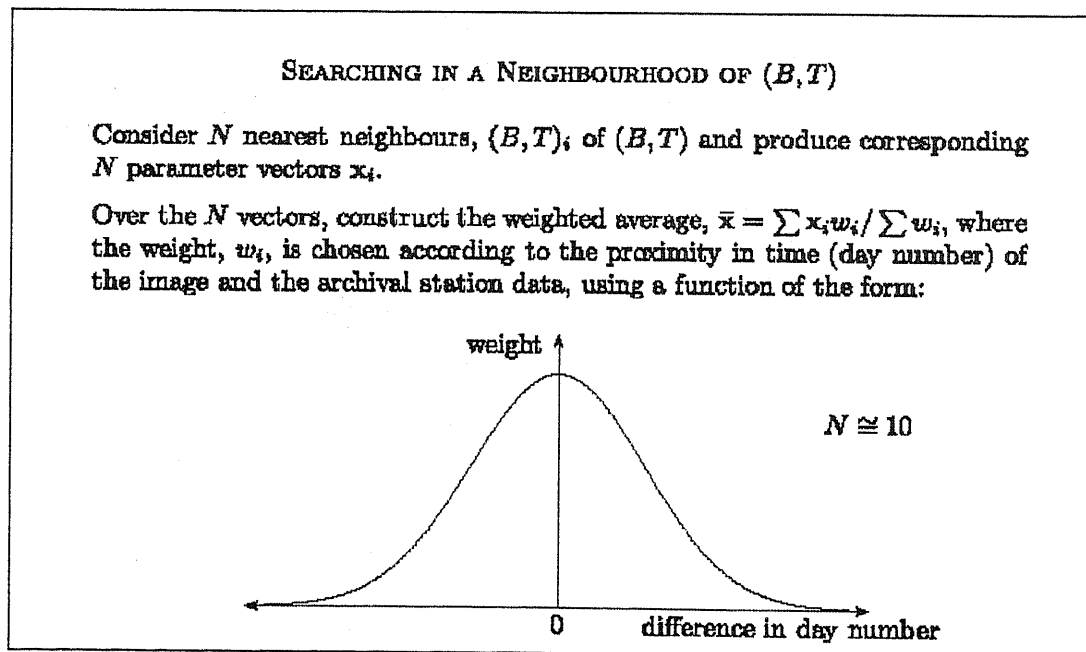 SEARCHING IN A NEIGHBOURHOOD OF (B, T)
Consider N nearest neighbours, (B, T)ᵢ of (B, T) and produce corresponding
N parameter vectors xᵢ.
Over the N vectors, construct the weighted average, x̄ = ∑ xᵢwᵢ/ ∑ wᵢ, where
the weight, wᵢ, is chosen according to the proximity in time (day number) of
the image and the archival station data, using a function of the form:
weight
N ≅ 10
0
difference in day number